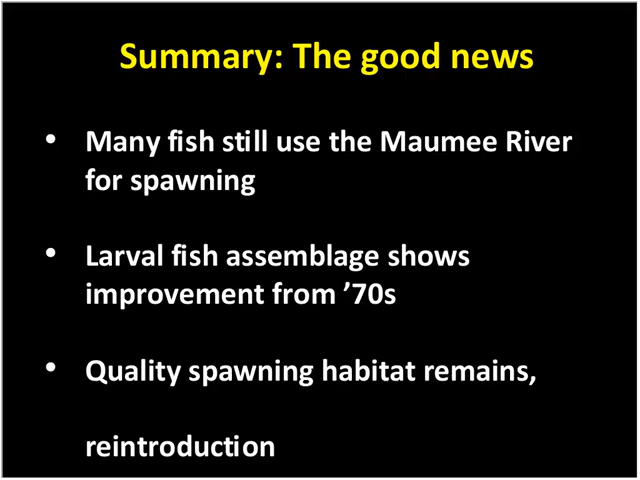 Summary: The good news
• Many fish still use the Maumee River
for spawning
• Larval fish assemblage shows
improvement from ’70s
• Quality spawning habitat remains,
reintroduction